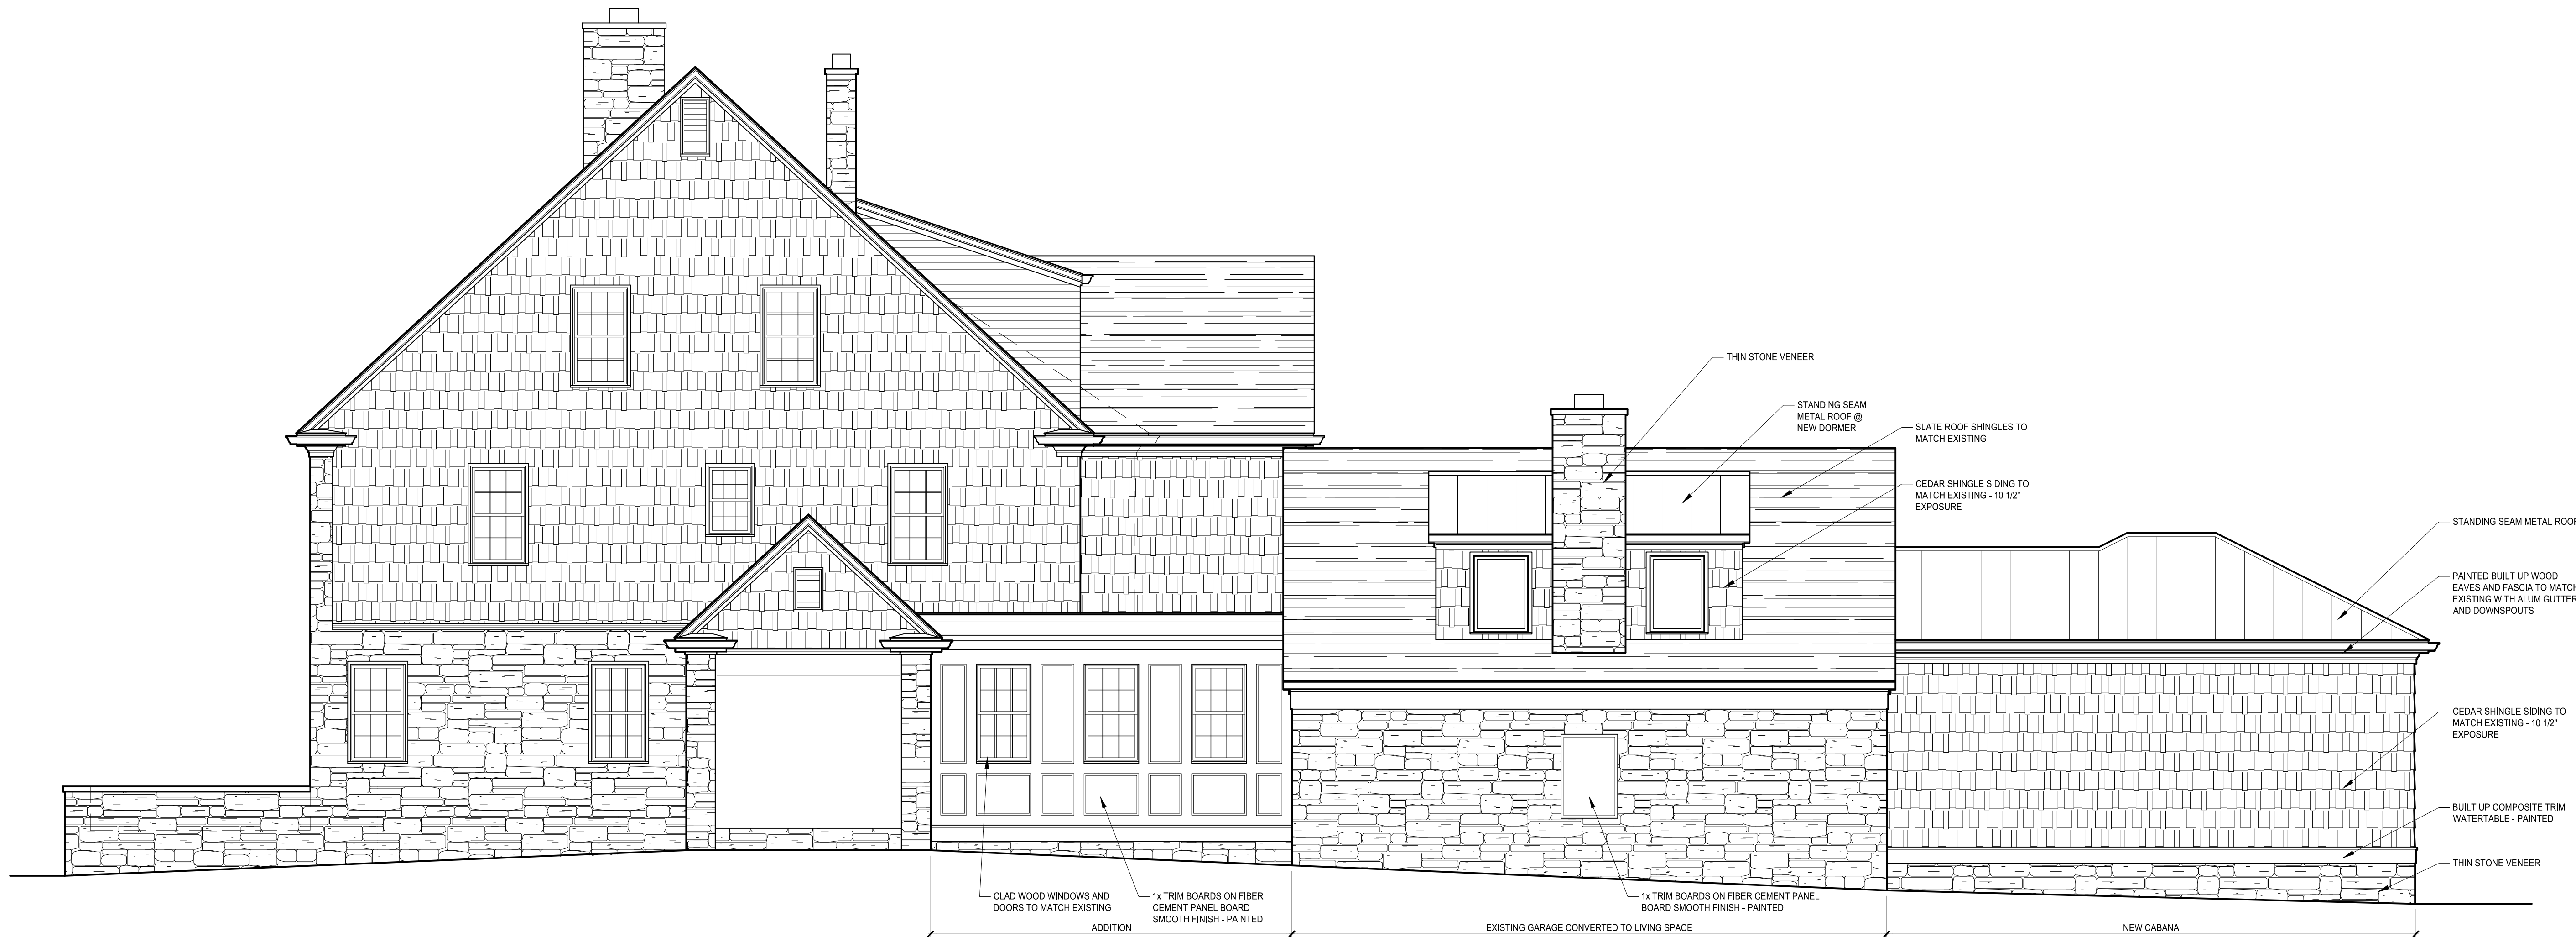 THIN STONE VENEER
STANDING SEAM
METAL ROOF @
NEW DORMER
SLATE ROOF SHINGLES TO
MATCH EXISTING
CEDAR SHINGLE SIDING TO
MATCH EXISTING - 10 1/2"
EXPOSURE
STANDING SEAM METAL ROOF
PAINTED BUILT UP WOOD
EAVES AND FASCIA TO MATCH
EXISTING WITH ALUM GUTTER
AND DOWNSPOUTS
CEDAR SHINGLE SIDING TO
MATCH EXISTING - 10 1/2"
EXPOSURE
BUILT UP COMPOSITE TRIM
WATERTABLE - PAINTED
THIN STONE VENEER
CLAD WOOD WINDOWS AND
DOORS TO MATCH EXISTING
1x TRIM BOARDS ON FIBER
CEMENT PANEL BOARD
SMOOTH FINISH - PAINTED
1x TRIM BOARDS ON FIBER CEMENT PANEL
BOARD SMOOTH FINISH - PAINTED
ADDITION
EXISTING GARAGE CONVERTED TO LIVING SPACE
NEW CABANA